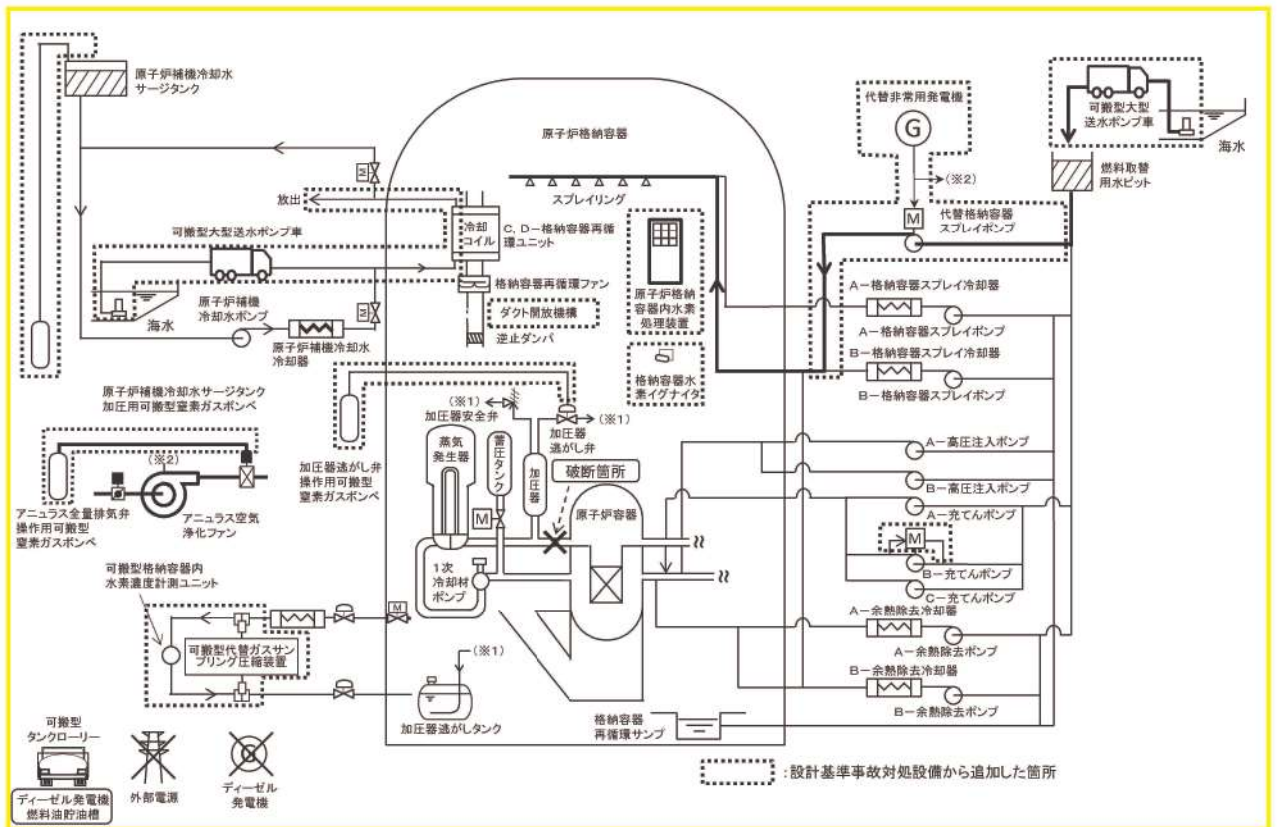 原子炉補機冷却水
サージタンク
原子炉格納容器
代替非常用発電機
G
可搬型大型
送水ポンプ車
海水
(※2)
燃料取替
用水ピット
M
放出
スプレイリング
M
代替格納容器
スプレイポンプ
可搬型大型送水ポンプ車
冷却
コイル
C,D-格納容器再循
環ユニット
格納容器再循環ファン
原子炉格納
容器内水素
処理装置
A-格納容器スプレイ冷却器
海水
原子炉補機
冷却水ポンプ
M
ダクト開放機構
A-格納容器スプレイポンプ
原子炉補機冷却水
冷却器
逆止ダンパ
B-格納容器スプレイ冷却器
格納容器水
素イグナイタ
B-格納容器スプレイポンプ
原子炉補機冷却水サージタンク
加圧用可搬型窒素ガスボンベ
(※1)
加圧器安全弁
(※1)
加圧器
逃がし弁
A-高圧注入ポンプ
(※2)
蒸気
発生器
蓄圧タンク
加圧器
破断箇所
加圧器逃がし弁
操作用可搬型
窒素ガスボンベ
B-高圧注入ポンプ
原子炉容器
A-充てんポンプ
アニュラス全量排気弁
操作用可搬型
窒素ガスボンベ
アニュラス空気
浄化ファン
M
M
B-充てんポンプ
可搬型格納容器内
水素濃度計測ユニット
1次
冷却材
ポンプ
C-充てんポンプ
M
A-余熱除去冷却器
可搬型代替ガスサン
プリング圧縮装置
(※1)
A-余熱除去ポンプ
B-余熱除去冷却器
加圧器逃がしタンク
格納容器
再循環サンプ
B-余熱除去ポンプ
可搬型
タンクローリー
:設計基準事故対処設備から追加した箇所
ディーゼル発電機
燃料油貯油槽
外部電源
ディーゼル
発電機